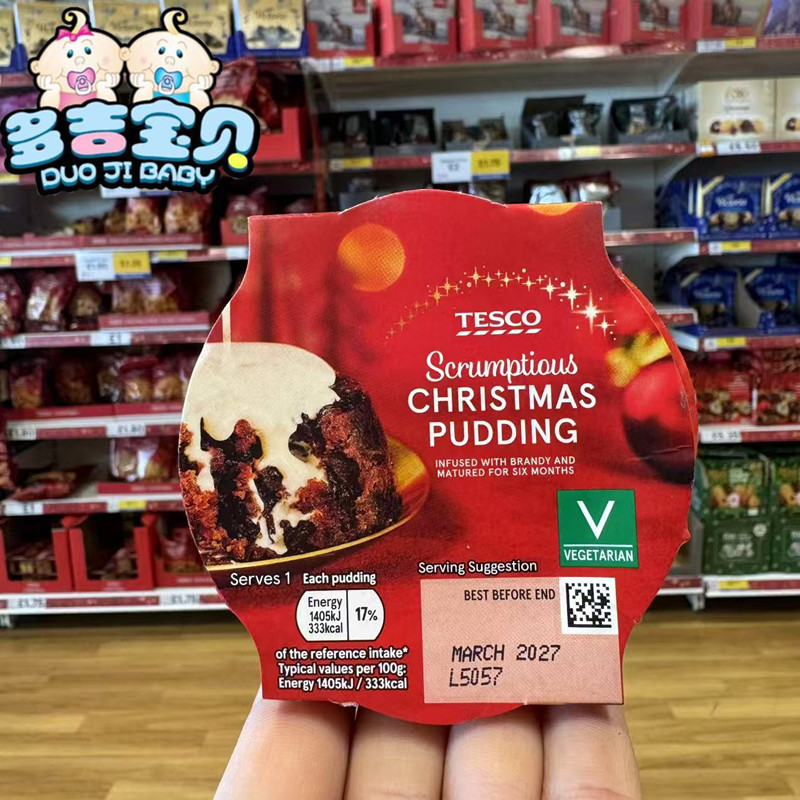 多吉宝贝
DUO JI BABY
TESCO
Scrumptious
CHRISTMAS
PUDDING
INFUSED WITH BRANDY AND
MATURED FOR SIX MONTHS
V
VEGETARIAN
Serving Suggestion
Serves 1
Each pudding
Energy
1405kJ
333kcal
17%
of the reference intake*
Typical values per 100g:
Energy 1405kJ / 333kcal
BEST BEFORE END
MARCH 2027
L5057